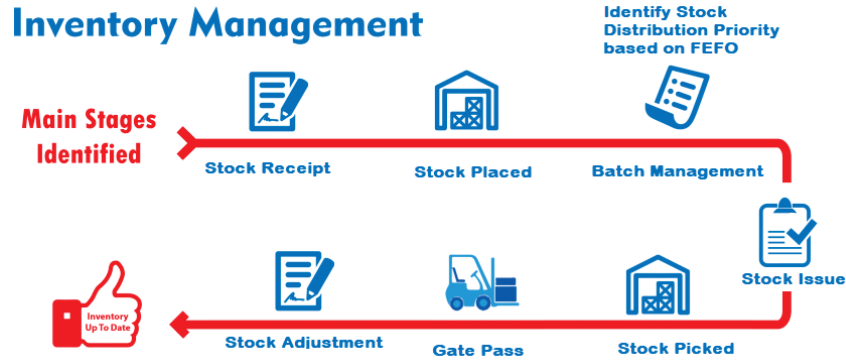 Inventory Management
Identify Stock
Distribution Priority
based on FEFO
Main Stages
Identified
Stock Receipt
Stock Placed
Batch Management
Stock Issue
Inventory
Up To Date
Stock Adjustment
Gate Pass
Stock Picked